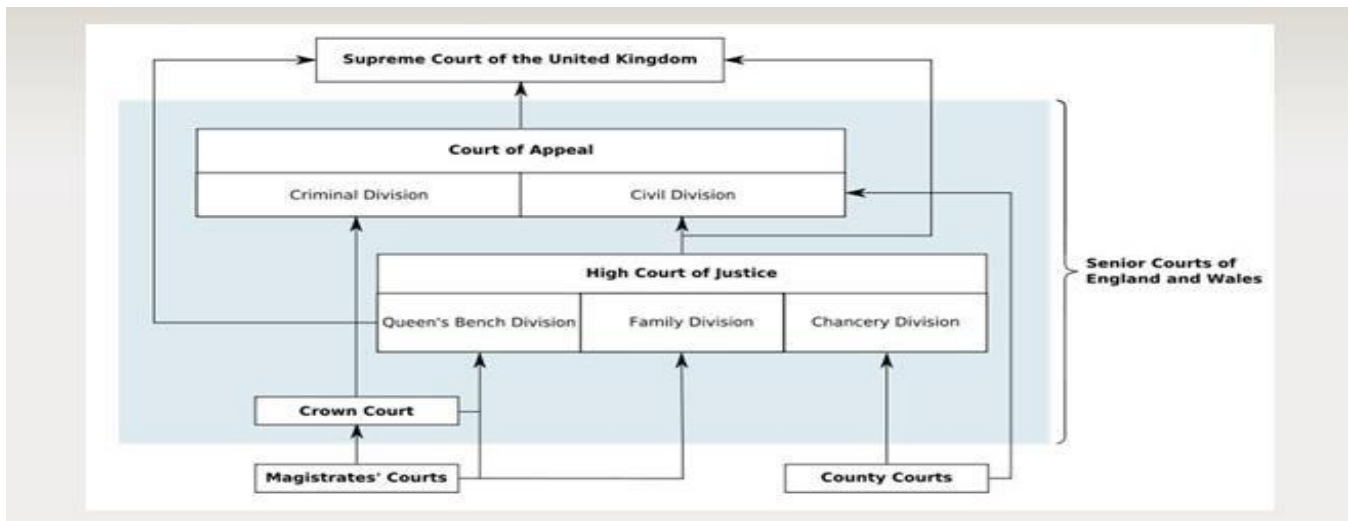 Supreme Court of the United Kingdom
Court of Appeal
Criminal Division
Civil Division
High Court of Justice
Queen's Bench Division
Family Division
Chancery Division
Senior Courts of
England and Wales
Crown Court
Magistrates' Courts
County Courts